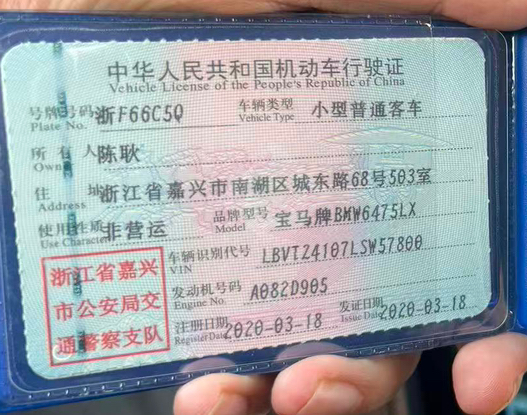 中华人民共和国机动车行驶证
Vehicle License of the People's Republic of China
号牌号码 浙F66C5Q 车辆类型 小型普通客车
Plate No. Vehicle Type
所有人 陈耿
Owner
住址 浙江省嘉兴市南湖区城东路68号503室
Address
使用性质 非营运 品牌型号 宝马牌BMW6475LX
Use Character Model
浙江省嘉兴
市公安局交
通警察支队
车辆识别代号 LBVTZ4107LSW57800
VIN
发动机号码 A082D905
Engine No.
注册日期 2020-03-18 发证日期 2020-03-18
Register Date Issue Date